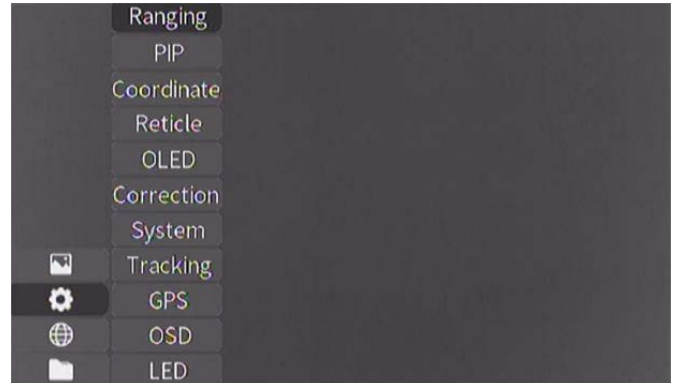 Ranging
PIP
Coordinate
Reticle
OLED
Correction
System
Tracking
GPS
OSD
LED